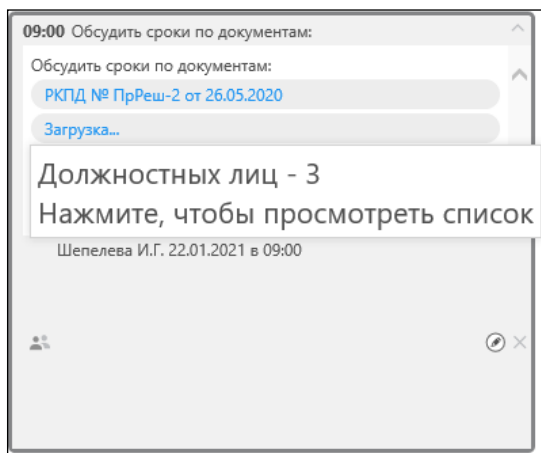 09:00 Обсудить сроки по документам:
Обсудить сроки по документам:
РКПД № ПрРеш-2 от 26.05.2020
Загрузка...
Должностных лиц - 3
Нажмите, чтобы просмотреть список
Шепелева И.Г. 22.01.2021 в 09:00